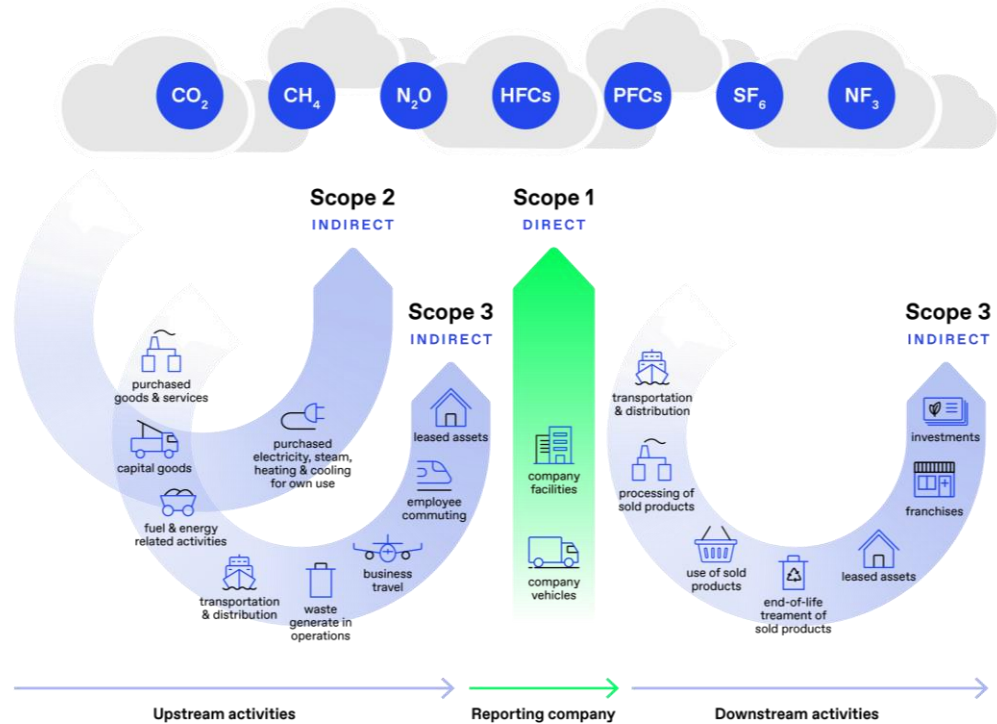 CO₂ CH₄ N₂0 HFCs PFCs SF₆ NF₃
Scope 2
INDIRECT
Scope 1
DIRECT
Scope 3
INDIRECT
Scope 3
INDIRECT
purchased
goods & services
capital goods
fuel & energy
related activities
transportation
& distribution
waste
generate in
operations
business
travel
employee
commuting
leased assets
purchased
electricity, steam,
heating & cooling
for own use
company
facilities
company
vehicles
transportation
& distribution
processing of
sold products
use of sold
products
end-of-life
treament of
sold products
leased assets
franchises
investments
Upstream activities
Reporting company
Downstream activities